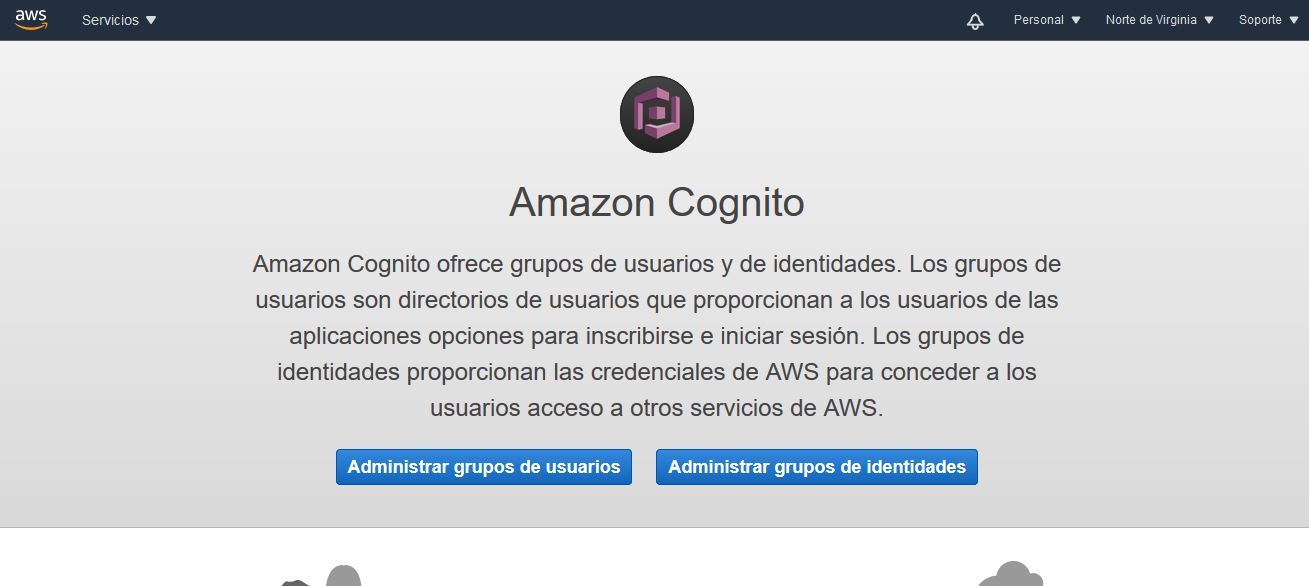 aws Servicios Personal Norte de Virginia Soporte
Amazon Cognito
Amazon Cognito ofrece grupos de usuarios y de identidades. Los grupos de
usuarios son directorios de usuarios que proporcionan a los usuarios de las
aplicaciones opciones para inscribirse e iniciar sesión. Los grupos de
identidades proporcionan las credenciales de AWS para conceder a los
usuarios acceso a otros servicios de AWS.
Administrar grupos de usuarios Administrar grupos de identidades